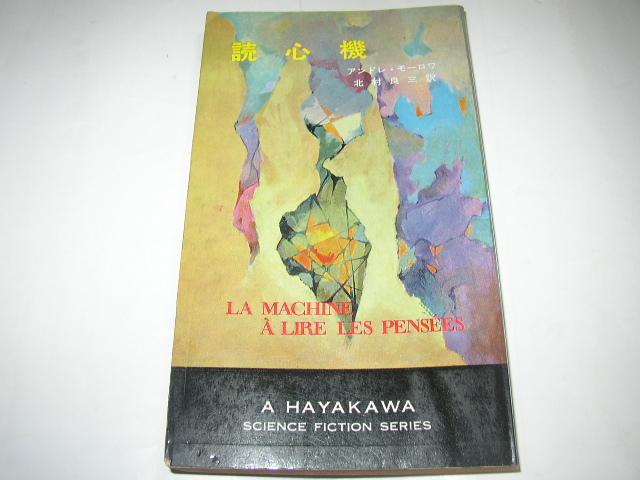 読心機
アンドレ・モーロワ
北村良三訳
LA MACHINE
À LIRE LES PENSÉES
A HAYAKAWA
SCIENCE FICTION SERIES